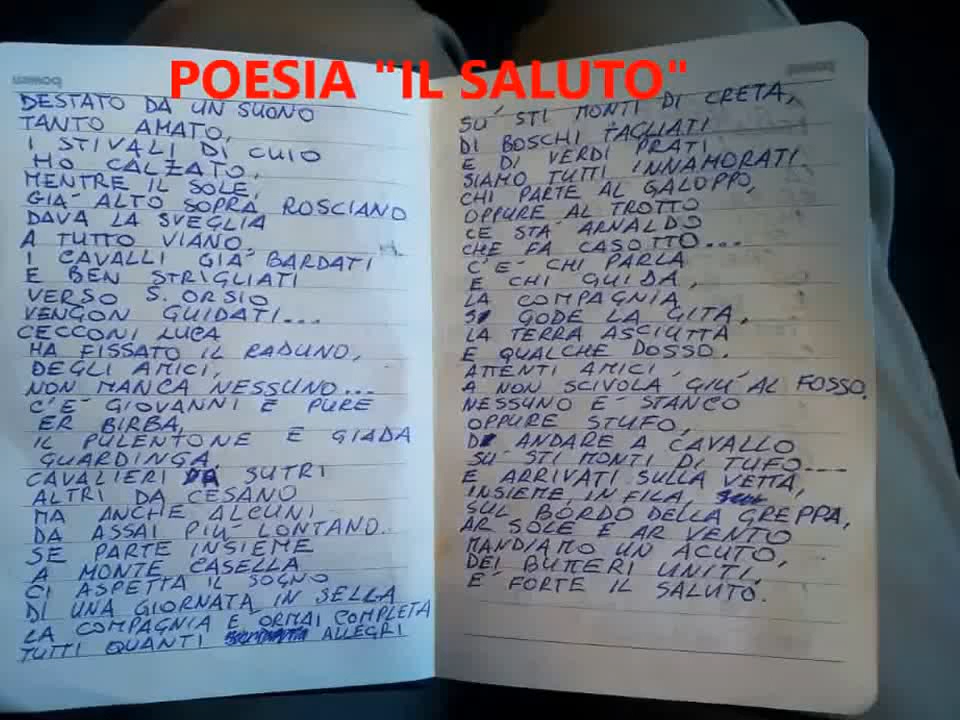 POESIA "IL SALUTO"
DESTATO DA UN SUONO
TANTO AMATO,
I STIVALI DI CUIO
HO CALZATO,
MENTRE IL SOLE,
GIA' ALTO SOPRA ROSCIANO
DAVA LA SVEGLIA
A TUTTO VIANO,
I CAVALLI GIA' BARDATI
E BEN STRIGLIATI
VERSO S. ORSIO
VENGON GUIDATI...
CECCONI LUCA
HA FISSATO IL RADUNO,
DEGLI AMICI,
NON MANCA NESSUNO...
C'E' GIOVANNI E PURE
ER BIRBA,
IL PULENTONE E GIADA
GUARDINGA,
CAVALIERI DA SUTRI
ALTRI DA CESANO
MA ANCHE ALCUNI
DA ASSAI PIU' LONTANO.
SE PARTE INSIEME
A MONTE CASELLA
CI ASPETTA IL SOGNO
DI UNA GIORNATA IN SELLA
LA COMPAGNIA E' ORMAI COMPLETA
TUTTI QUANTI ALLEGRI
SU' STI MONTI DI CRETA,
DI BOSCHI TAGLIATI
E DI VERDI PRATI
SIAMO TUTTI INNAMORATI.
CHI PARTE AL GALOPPO,
OPPURE AL TROTTO
CE STA' ARNALDO
CHE FA CASOTTO...
C'E' CHI PARLA
E CHI GUIDA,
LA COMPAGNIA
SI GODE LA GITA,
LA TERRA ASCIUTTA
E QUALCHE DOSSO.
ATTENTI AMICI,
A NON SCIVOLA GIU' AL FOSSO.
NESSUNO E' STANCO
OPPURE STUFO,
DI ANDARE A CAVALLO
SU' STI MONTI DI TUFO....
E ARRIVATI SULLA VETTA,
INSIEME, IN FILA,
SUL BORDO DELLA GREPPA,
AR SOLE E AR VENTO
MANDIAMO UN ACUTO,
DEI BUTTERI UNITI,
E' FORTE IL SALUTO.